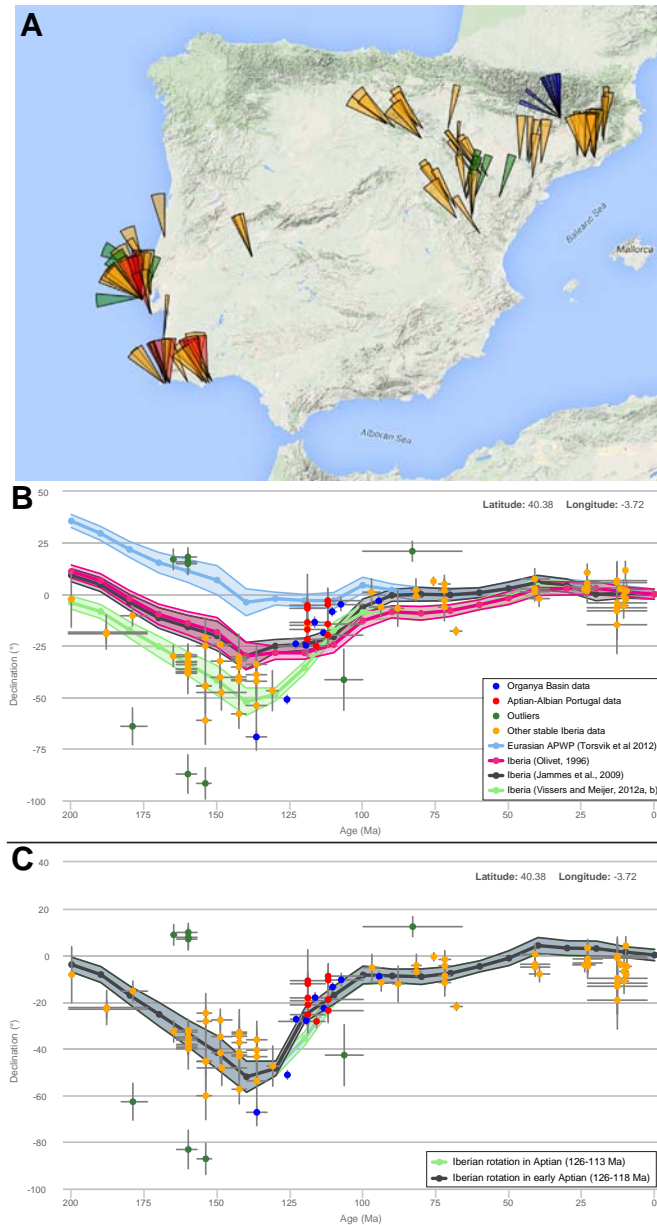 A
Balearic Sea
Mallorca
Alboran Sea
B
Latitude: 40.38 Longitude: -3.72
50
25
0
-25
-50
-75
-100
Declination (°)
Organya Basin data
Aptian-Albian Portugal data
Outliers
Other stable Iberia data
Eurasian APWP (Torsvik et al 2012)
Iberia (Olivet, 1996)
Iberia (Jammes et al., 2009)
Iberia (Vissers and Meijer, 2012a, b)
200 175 150 125 100 75 50 25 0
Age (Ma)
C
Latitude: 40.38 Longitude: -3.72
40
20
0
-20
-40
-60
-80
-100
Declination (°)
Iberian rotation in Aptian (126-113 Ma)
Iberian rotation in early Aptian (126-118 Ma)
200 175 150 125 100 75 50 25 0
Age (Ma)